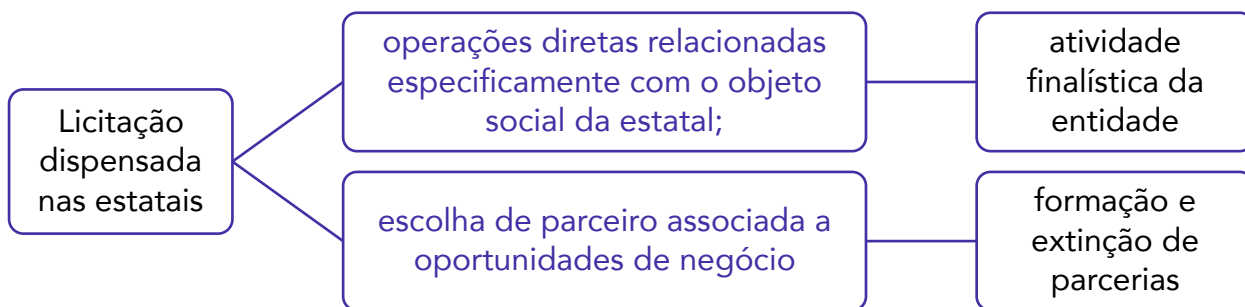 Licitação
dispensada
nas estatais
operações diretas relacionadas
especificamente com o objeto
social da estatal;
atividade
finalística da
entidade
escolha de parceiro associada a
oportunidades de negócio
formação e
extinção de
parcerias